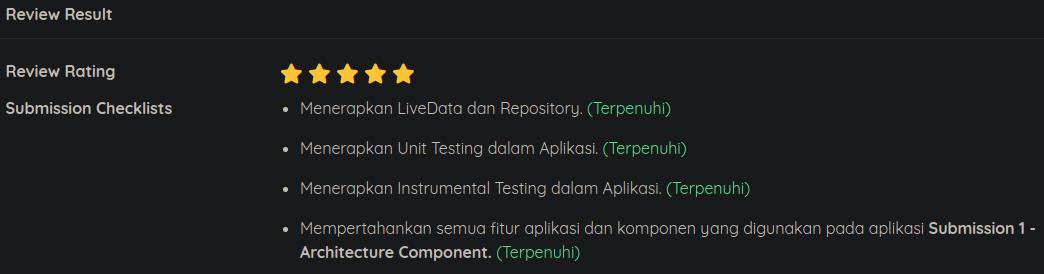 Review Result
Review Rating
Submission Checklists
Menerapkan LiveData dan Repository. (Terpenuhi)
Menerapkan Unit Testing dalam Aplikasi. (Terpenuhi)
Menerapkan Instrumental Testing dalam Aplikasi. (Terpenuhi)
Mempertahankan semua fitur aplikasi dan komponen yang digunakan pada aplikasi Submission 1 -
Architecture Component. (Terpenuhi)